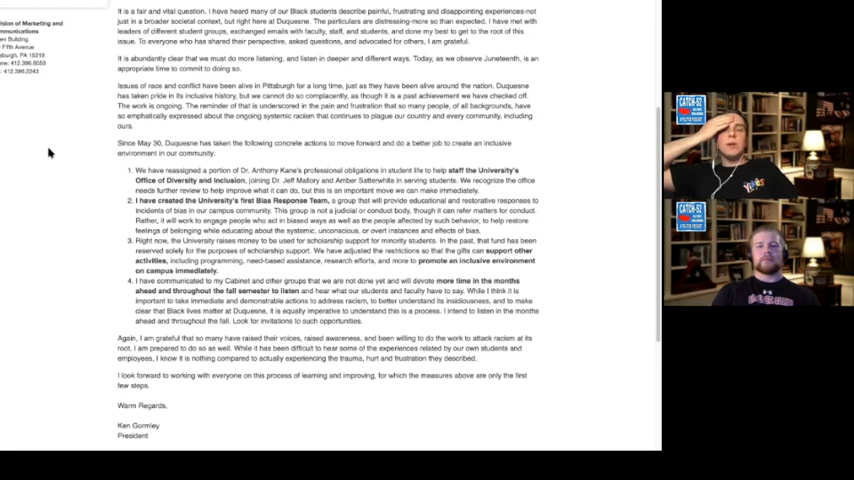 vision of Marketing and
mmunications
en Building
Fifth Avenue
sburgh, PA 15219
ne: 412.396.6050
: 412.396.2243
It is a fair and vital question. I have heard many of our Black students describe painful, frustrating and disappointing experiences-not
just in a broader societal context, but right here at Duquesne. The particulars are distressing-more so than expected. I have met with
leaders of different student groups, exchanged emails with faculty, staff, and students, and done my best to get to the root of this
issue. To everyone who has shared their perspective, asked questions, and advocated for others, I am grateful.
It is abundantly clear that we must do more listening, and listen in deeper and different ways. Today, as we observe Juneteenth, is an
appropriate time to commit to doing so.
Issues of race and conflict have been alive in Pittsburgh for a long time, just as they have been alive around the nation. Duquesne
has taken pride in its inclusive history, but we cannot do so complacently, as though it is a past achievement we have checked off.
The work is ongoing. The reminder of that is underscored in the pain and frustration that so many people, of all backgrounds, have
so emphatically expressed about the ongoing systemic racism that continues to plague our country and every community, including
ours.
Since May 30, Duquesne has taken the following concrete actions to move forward and do a better job to create an inclusive
environment in our community:
1. We have reassigned a portion of Dr. Anthony Kane's professional obligations in student life to help staff the University's
Office of Diversity and Inclusion, joining Dr. Jeff Mallory and Amber Satterwhite in serving students. We recognize the office
needs further review to help improve what it can do, but this is an important move we can make immediately.
2. I have created the University's first Bias Response Team, a group that will provide educational and restorative responses to
incidents of bias in our campus community. This group is not a judicial or conduct body, though it can refer matters for conduct.
Rather, it will work to engage people who act in biased ways as well as the people affected by such behavior, to help restore
feelings of belonging while educating about the systemic, unconscious, or overt instances and effects of bias.
3. Right now, the University raises money to be used for scholarship support for minority students. In the past, that fund has been
reserved solely for the purposes of scholarship support. We have adjusted the restrictions so that the gifts can support other
activities, including programming, need-based assistance, research efforts, and more to promote an inclusive environment
on campus immediately.
4. I have communicated to my Cabinet and other groups that we are not done yet and will devote more time in the months
ahead and throughout the fall semester to listen and hear what our students and faculty have to say. While I think it is
important to take immediate and demonstrable actions to address racism, to better understand its insidiousness, and to make
clear that Black lives matter at Duquesne, it is equally imperative to understand this is a process. I intend to listen in the months
ahead and throughout the fall. Look for invitations to such opportunities.
Again, I am grateful that so many have raised their voices, raised awareness, and been willing to do the work to attack racism at its
root. I am prepared to do so as well. While it has been difficult to hear some of the experiences related by our own students and
employees, I know it is nothing compared to actually experiencing the trauma, hurt and frustration they described.
I look forward to working with everyone on this process of learning and improving, for which the measures above are only the first
few steps.
Warm Regards,
Ken Gormley
President
CATCH-52
CATCH-52